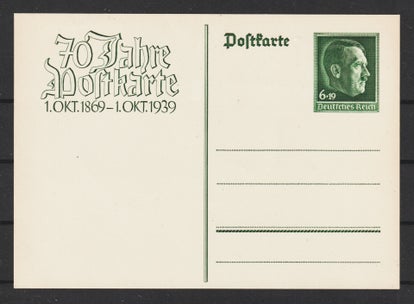 70 Jahre
Postkarte
1. OKT. 1869 – 1. OKT. 1939
Postkarte
6+19
Deutsches Reich